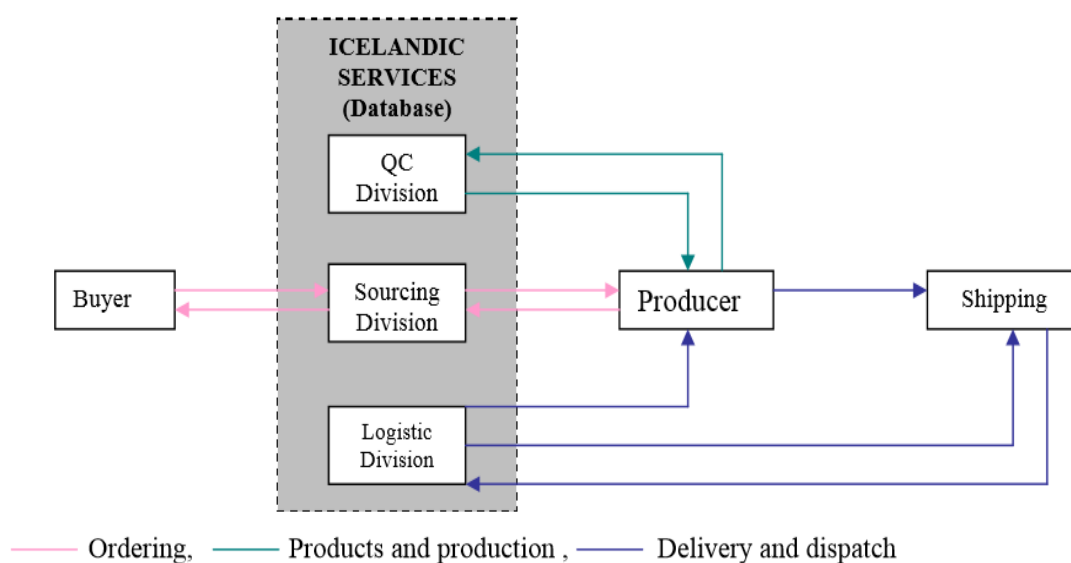 ICELANDIC
SERVICES
(Database)
QC
Division
Buyer
Sourcing
Division
Producer
Shipping
Logistic
Division
Ordering, Products and production , Delivery and dispatch